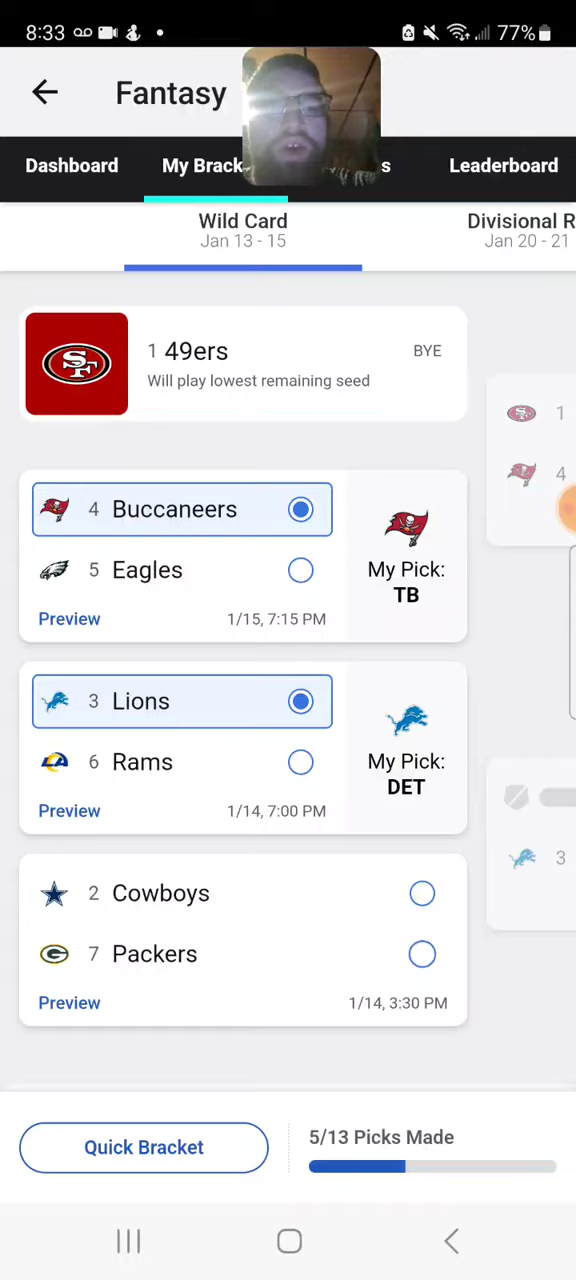 8:33 77%
Fantasy
Dashboard My Brack s Leaderboard
Wild Card Divisional R
Jan 13 - 15 Jan 20 - 21
1 49ers BYE
Will play lowest remaining seed
1
4 Buccaneers 4
5 Eagles My Pick:
TB
Preview 1/15, 7:15 PM
3 Lions
6 Rams My Pick:
DET
Preview 1/14, 7:00 PM
3
2 Cowboys
7 Packers
Preview 1/14, 3:30 PM
Quick Bracket 5/13 Picks Made